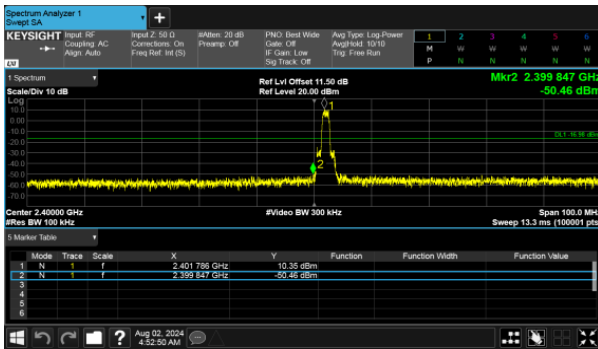 Spectrum Analyzer 1
Swept SA
KEYSIGHT
Input: RF
Coupling: AC
Align: Auto
Input Z: 50 Ω
Corrections: On
Freq Ref: Int (S)
#Atten: 20 dB
Preamp: Off
PNO: Best Wide
Gate: Off
IF Gain: Low
Sig Track: Off
Avg Type: Log-Power
Avg|Hold: 10/10
Trig: Free Run
1 2 3 4 5 6
M W W W W W
P N N N N N
LXI
1 Spectrum
Scale/Div 10 dB
Ref Lvl Offset 11.50 dB
Ref Level 20.00 dBm
Mkr2 2.399 847 GHz
-50.46 dBm
Log
10.0
0.00
-10.0
-20.0
-30.0
-40.0
-50.0
-60.0
-70.0
1
2
DL1 -16.96 dBm
Center 2.40000 GHz
#Res BW 100 kHz
#Video BW 300 kHz
Span 100.0 MHz
Sweep 13.3 ms (100001 pts)
5 Marker Table
Mode Trace Scale X Y Function Function Width Function Value
1 N 1 f 2.401 786 GHz 10.35 dBm
2 N 1 f 2.399 847 GHz -50.46 dBm
3
4
5
6
?
Aug 02, 2024
4:52:50 AM